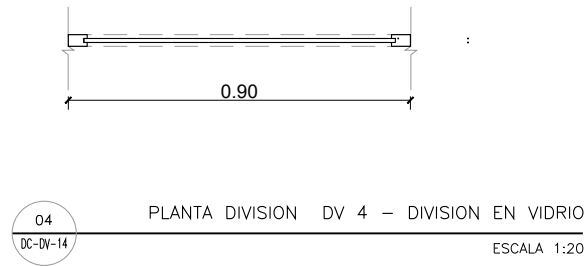 0.90
04
DC-DV-14
PLANTA DIVISION DV 4 – DIVISION EN VIDRIO
ESCALA 1:20